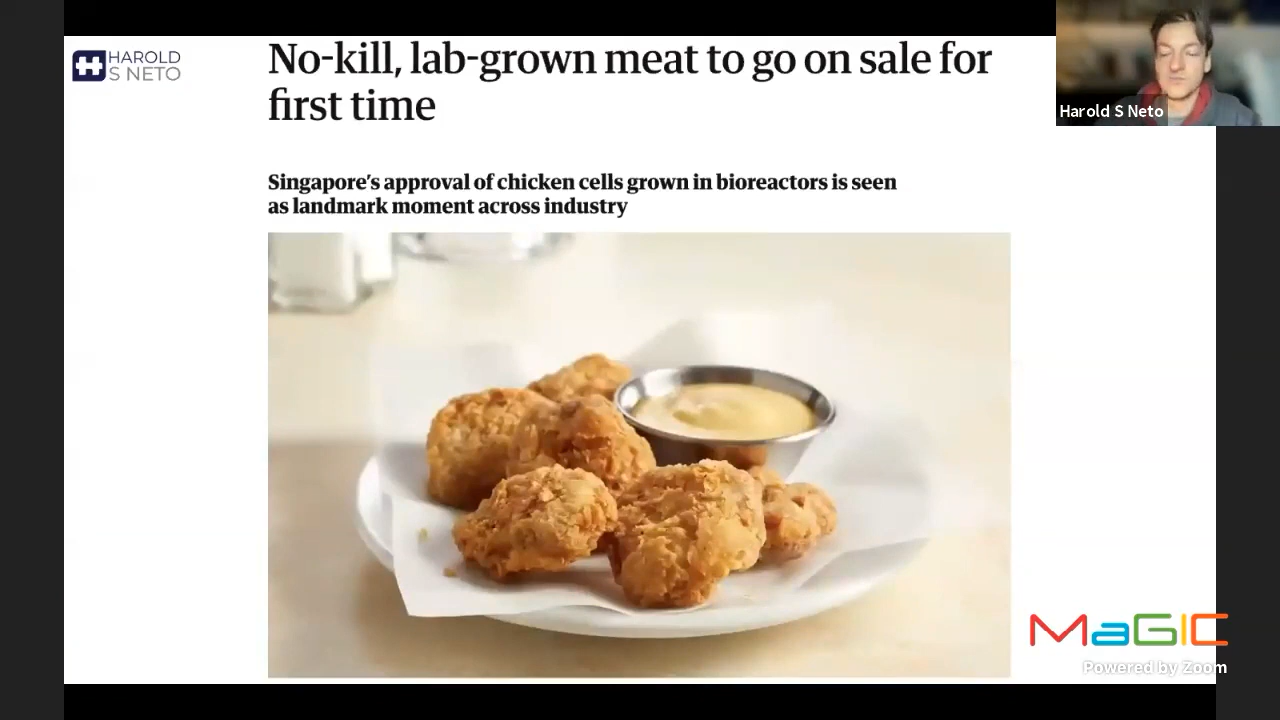 HAROLD
S NETO
No-kill, lab-grown meat to go on sale for
first time
Singapore's approval of chicken cells grown in bioreactors is seen
as landmark moment across industry
Harold S Neto
MaGIC
Powered by Zoom